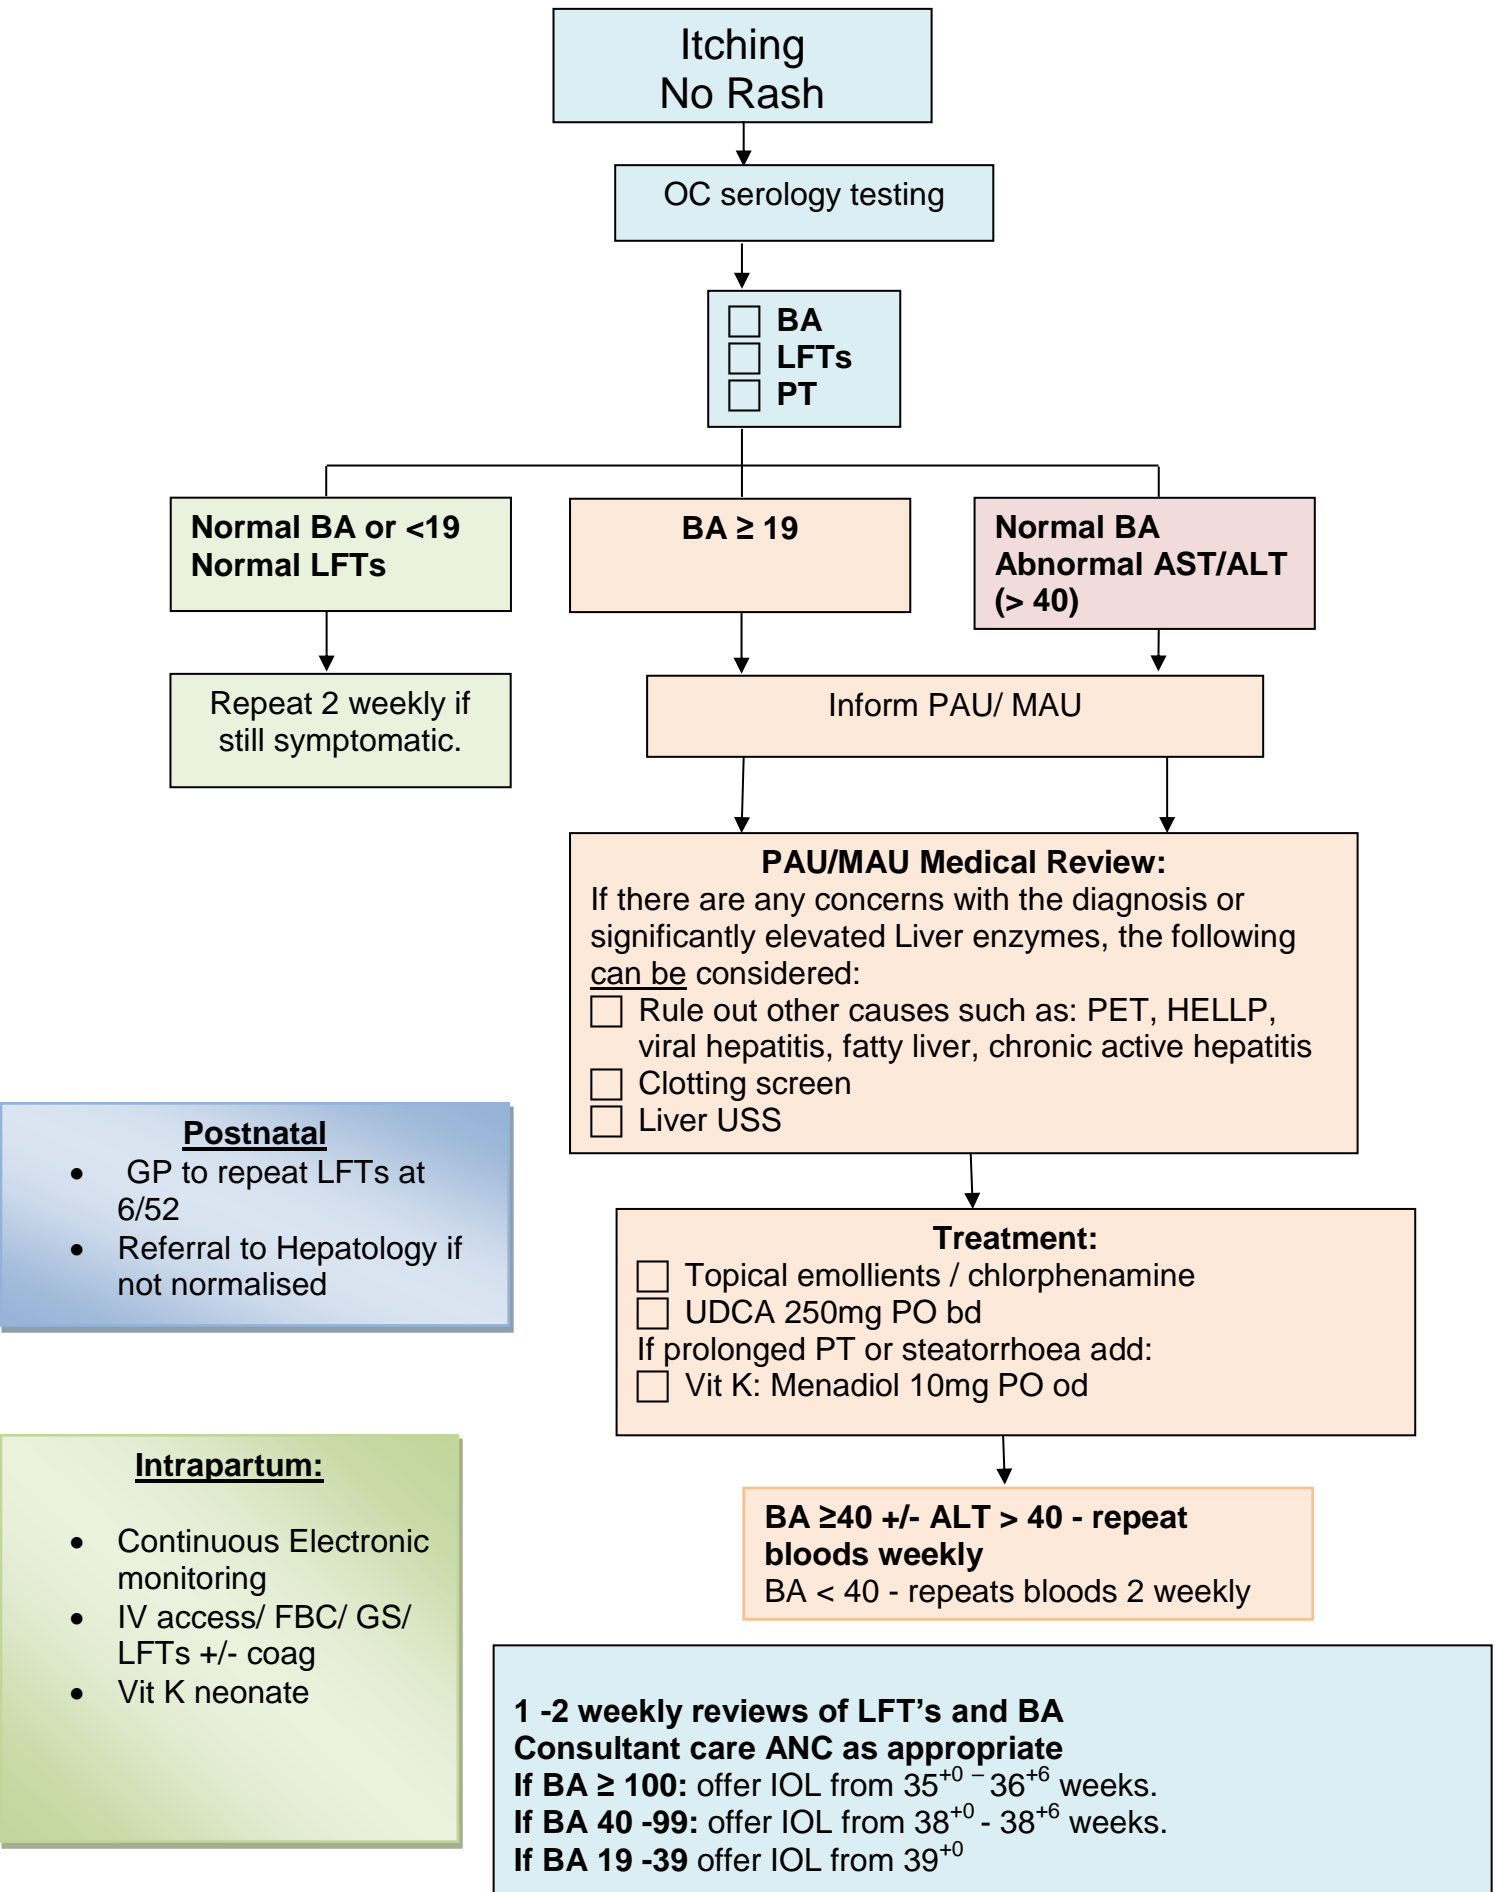 Itching
No Rash
OC serology testing
☐ BA
☐ LFTs
☐ PT
Normal BA or <19
Normal LFTs
BA ≥ 19
Normal BA
Abnormal AST/ALT
(> 40)
Repeat 2 weekly if
still symptomatic.
Inform PAU/ MAU
PAU/MAU Medical Review:
If there are any concerns with the diagnosis or
significantly elevated Liver enzymes, the following
can be considered:
☐ Rule out other causes such as: PET, HELLP,
viral hepatitis, fatty liver, chronic active hepatitis
☐ Clotting screen
☐ Liver USS
Postnatal
• GP to repeat LFTs at
6/52
• Referral to Hepatology if
not normalised
Treatment:
☐ Topical emollients / chlorphenamine
☐ UDCA 250mg PO bd
If prolonged PT or steatorrhoea add:
☐ Vit K: Menadiol 10mg PO od
Intrapartum:
• Continuous Electronic
monitoring
• IV access/ FBC/ GS/
LFTs +/- coag
• Vit K neonate
BA ≥40 +/- ALT > 40 - repeat
bloods weekly
BA < 40 - repeats bloods 2 weekly
1 -2 weekly reviews of LFT's and BA
Consultant care ANC as appropriate
If BA ≥ 100: offer IOL from 35⁺⁰ – 36⁺⁶ weeks.
If BA 40 -99: offer IOL from 38⁺⁰ - 38⁺⁶ weeks.
If BA 19 -39 offer IOL from 39⁺⁰